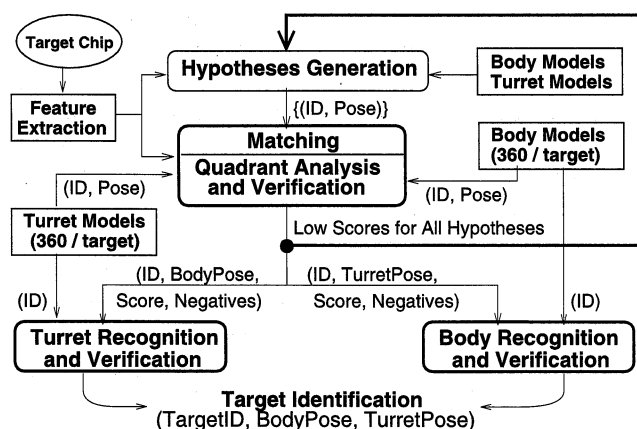 Target Chip
Hypotheses Generation
Body Models
Turret Models
Feature
Extraction
{(ID, Pose)}
Matching
Quadrant Analysis
and Verification
Body Models
(360 / target)
(ID, Pose)
(ID, Pose)
Turret Models
(360 / target)
Low Scores for All Hypotheses
(ID, BodyPose,
Score, Negatives)
(ID, TurretPose,
Score, Negatives)
(ID)
(ID)
Turret Recognition
and Verification
Body Recognition
and Verification
Target Identification
(TargetID, BodyPose, TurretPose)